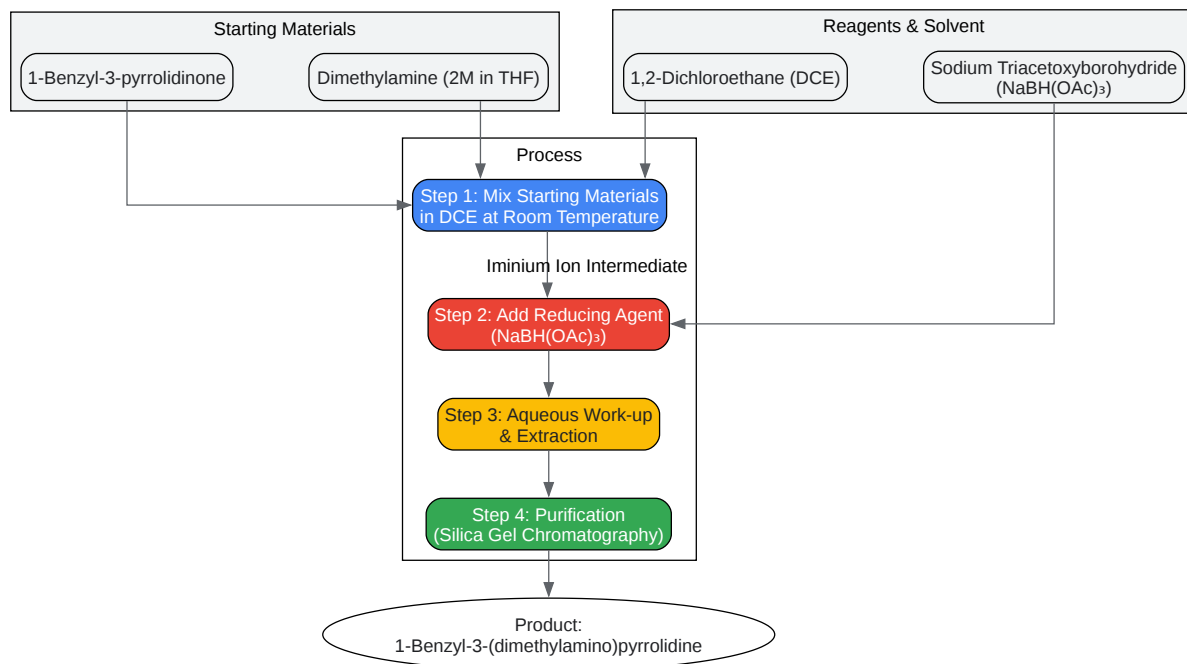 Starting Materials
1-Benzyl-3-pyrrolidinone
Dimethylamine (2M in THF)
Reagents & Solvent
1,2-Dichloroethane (DCE)
Sodium Triacetoxyborohydride
(NaBH(OAc)₃)
Process
Step 1: Mix Starting Materials
in DCE at Room Temperature
Iminium Ion Intermediate
Step 2: Add Reducing Agent
(NaBH(OAc)₃)
Step 3: Aqueous Work-up
& Extraction
Step 4: Purification
(Silica Gel Chromatography)
Product:
1-Benzyl-3-(dimethylamino)pyrrolidine